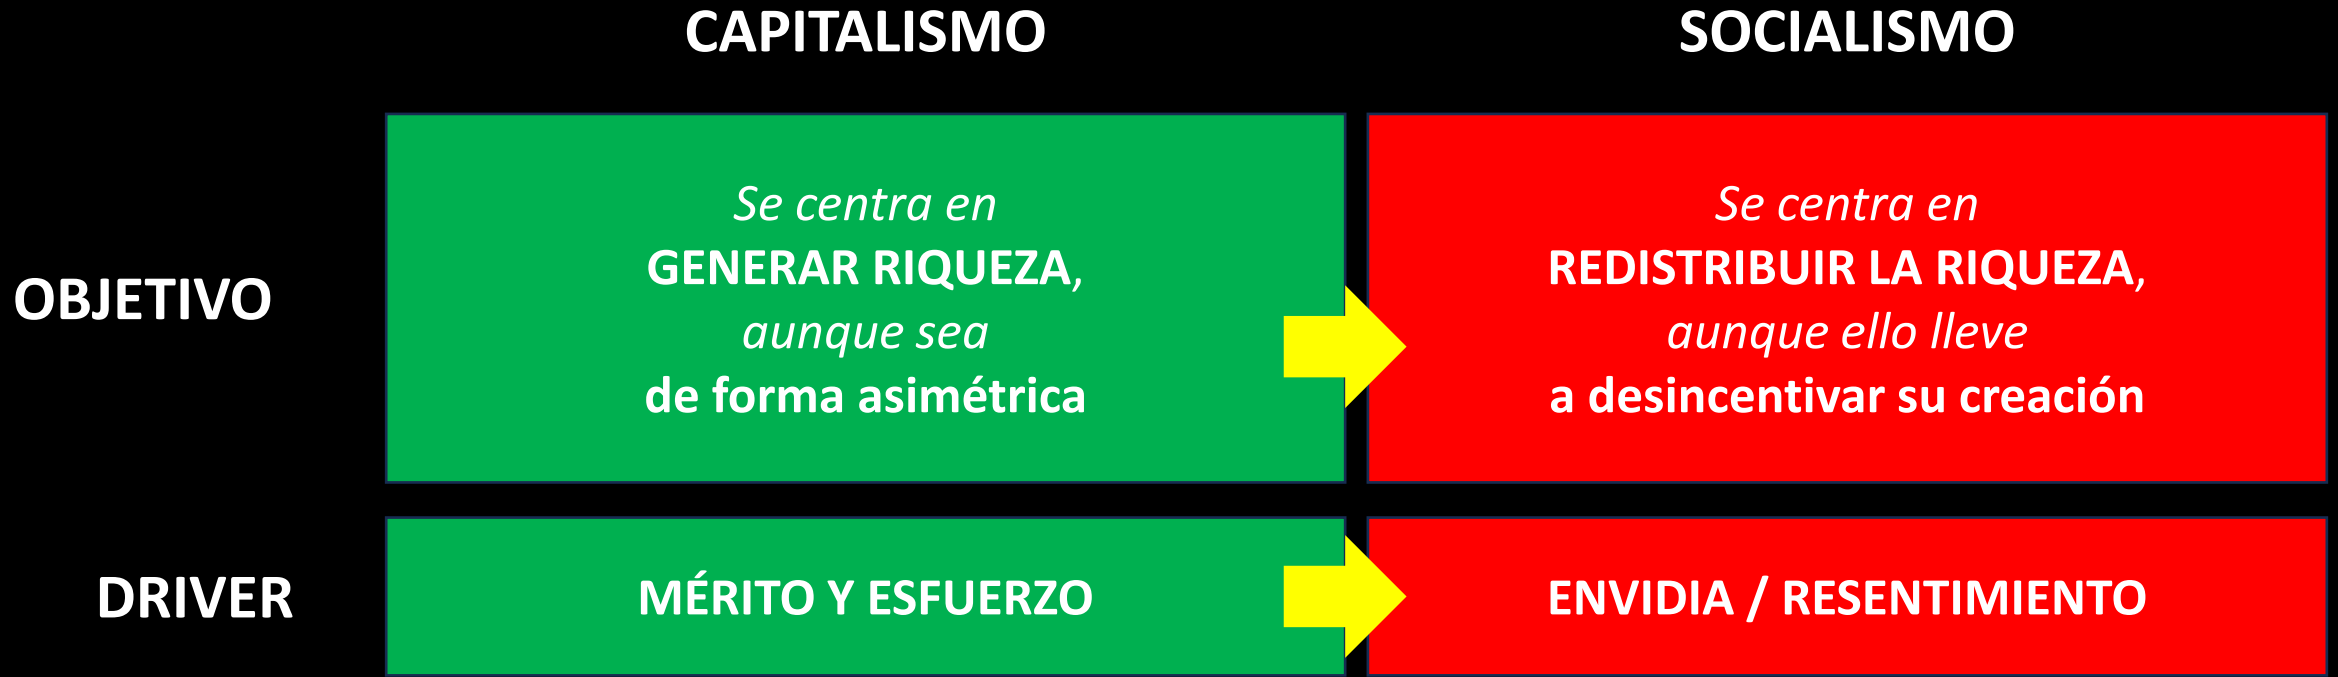 CAPITALISMO
SOCIALISMO
OBJETIVO
Se centra en
GENERAR RIQUEZA,
aunque sea
de forma asimétrica
Se centra en
REDISTRIBUIR LA RIQUEZA,
aunque ello lleve
a desincentivar su creación
DRIVER
MÉRITO Y ESFUERZO
ENVIDIA / RESENTIMIENTO